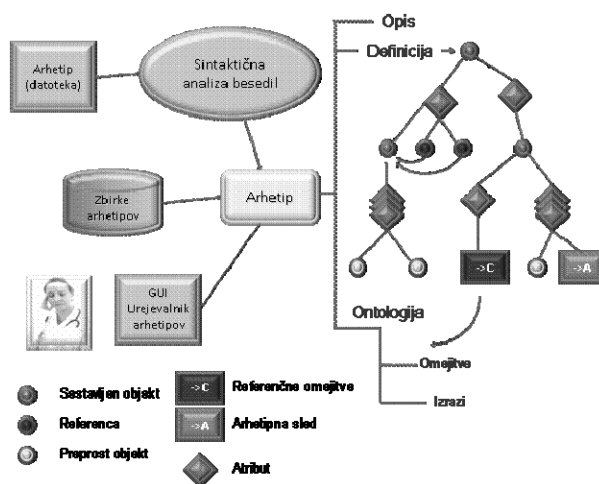 Arhetip
(datoteka)
Sintaktična
analiza besedil
Opis
Definicija
Zbirke
arhetipov
Arhetip
GUI
Urejevalnik
arhetipov
->C
->A
Ontologija
Omejitve
Izrazi
Sestavljen objekt
Referenca
Preprost objekt
->C
Referenčne omejitve
->A
Arhetipna sled
Atribut